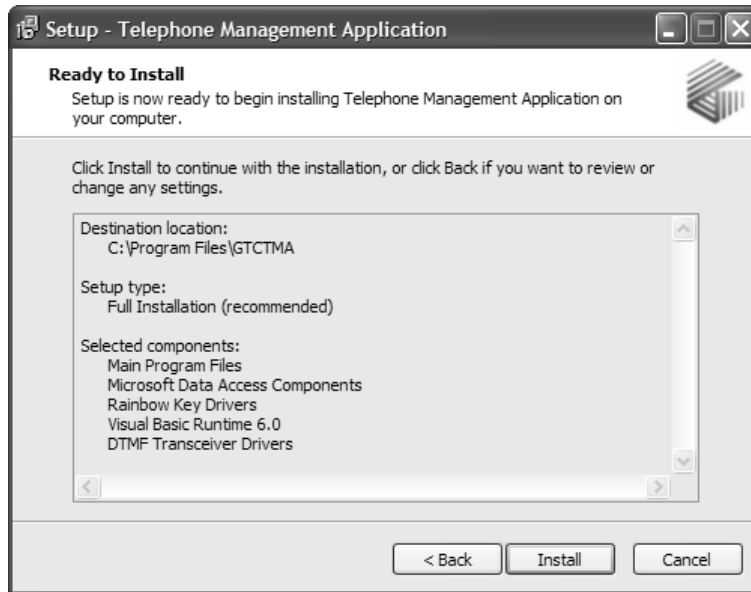 Setup - Telephone Management Application
Ready to Install
Setup is now ready to begin installing Telephone Management Application on
your computer.
Click Install to continue with the installation, or click Back if you want to review or
change any settings.
Destination location:
C:\Program Files\GTCTMA
Setup type:
Full Installation (recommended)
Selected components:
Main Program Files
Microsoft Data Access Components
Rainbow Key Drivers
Visual Basic Runtime 6.0
DTMF Transceiver Drivers
< Back Install Cancel